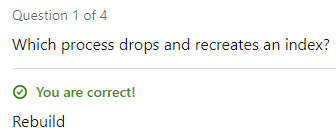 Question 1 of 4
Which process drops and recreates an index?
You are correct!
Rebuild